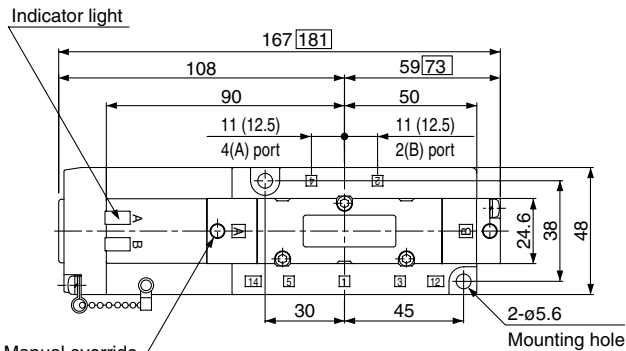 Indicator light
167 181
108
59 73
90
50
11 (12.5)
4(A) port
11 (12.5)
2(B) port
4
2
A
B
A
B
24.6
38
48
14
5
1
3
12
30
45
2-ø5.6
Mounting hole
Manual override